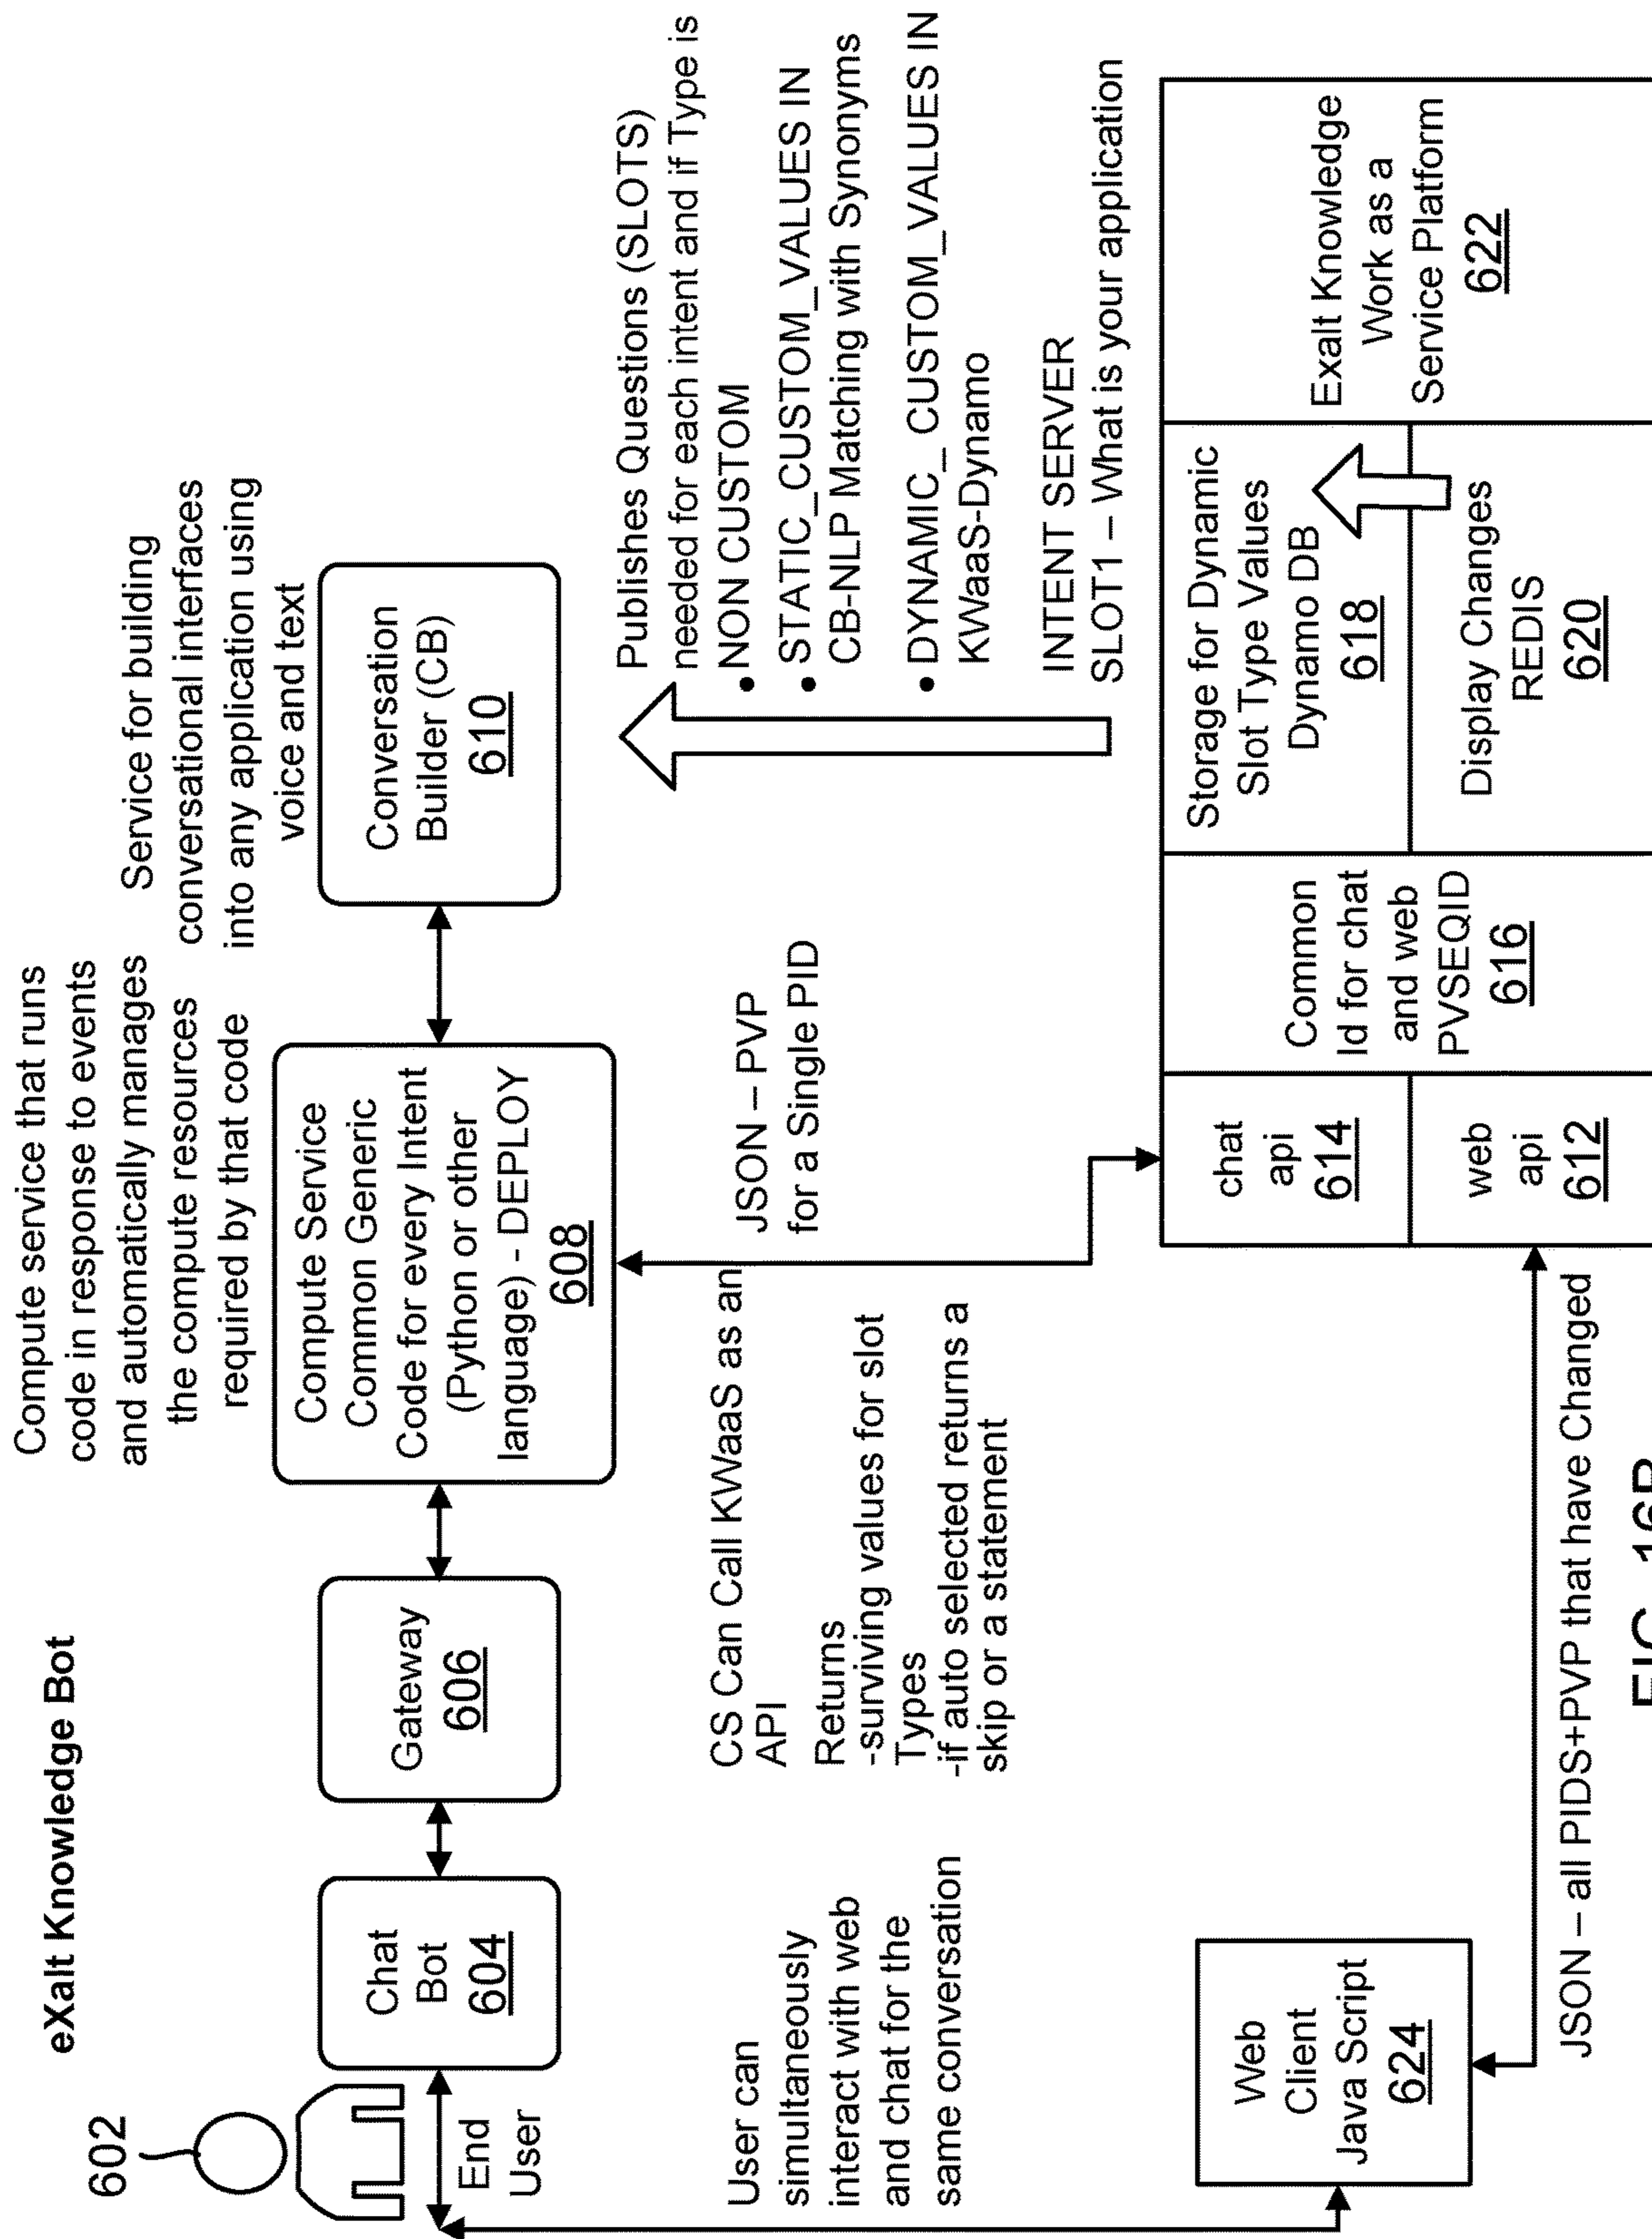 eXalt Knowledge Bot
602
End
User
Chat
Bot
604
Gateway
606
Compute service that runs
code in response to events
and automatically manages
the compute resources
required by that code
Compute Service
Common Generic
Code for every Intent
(Python or other
language) - DEPLOY
608
Service for building
conversational interfaces
into any application using
voice and text
Conversation
Builder (CB)
610
User can
simultaneously
interact with web
and chat for the
same conversation
CS Can Call KWaaS as an
API
Returns
-surviving values for slot
Types
-if auto selected returns a
skip or a statement
JSON – PVP
for a Single PID
Publishes Questions (SLOTS)
needed for each intent and if Type is
• NON CUSTOM
• STATIC_CUSTOM_VALUES IN
CB-NLP Matching with Synonyms
• DYNAMIC_ CUSTOM_VALUES IN
KWaaS-Dynamo
INTENT SERVER
SLOT1 – What is your application
Web
Client
Java Script
624
JSON – all PIDS+PVP that have Changed
chat
api
614
web
api
612
Common
Id for chat
and web
PVSEQID
616
Storage for Dynamic
Slot Type Values
Dynamo DB
618
Display Changes
REDIS
620
Exalt Knowledge
Work as a
Service Platform
622
FIG. 16B